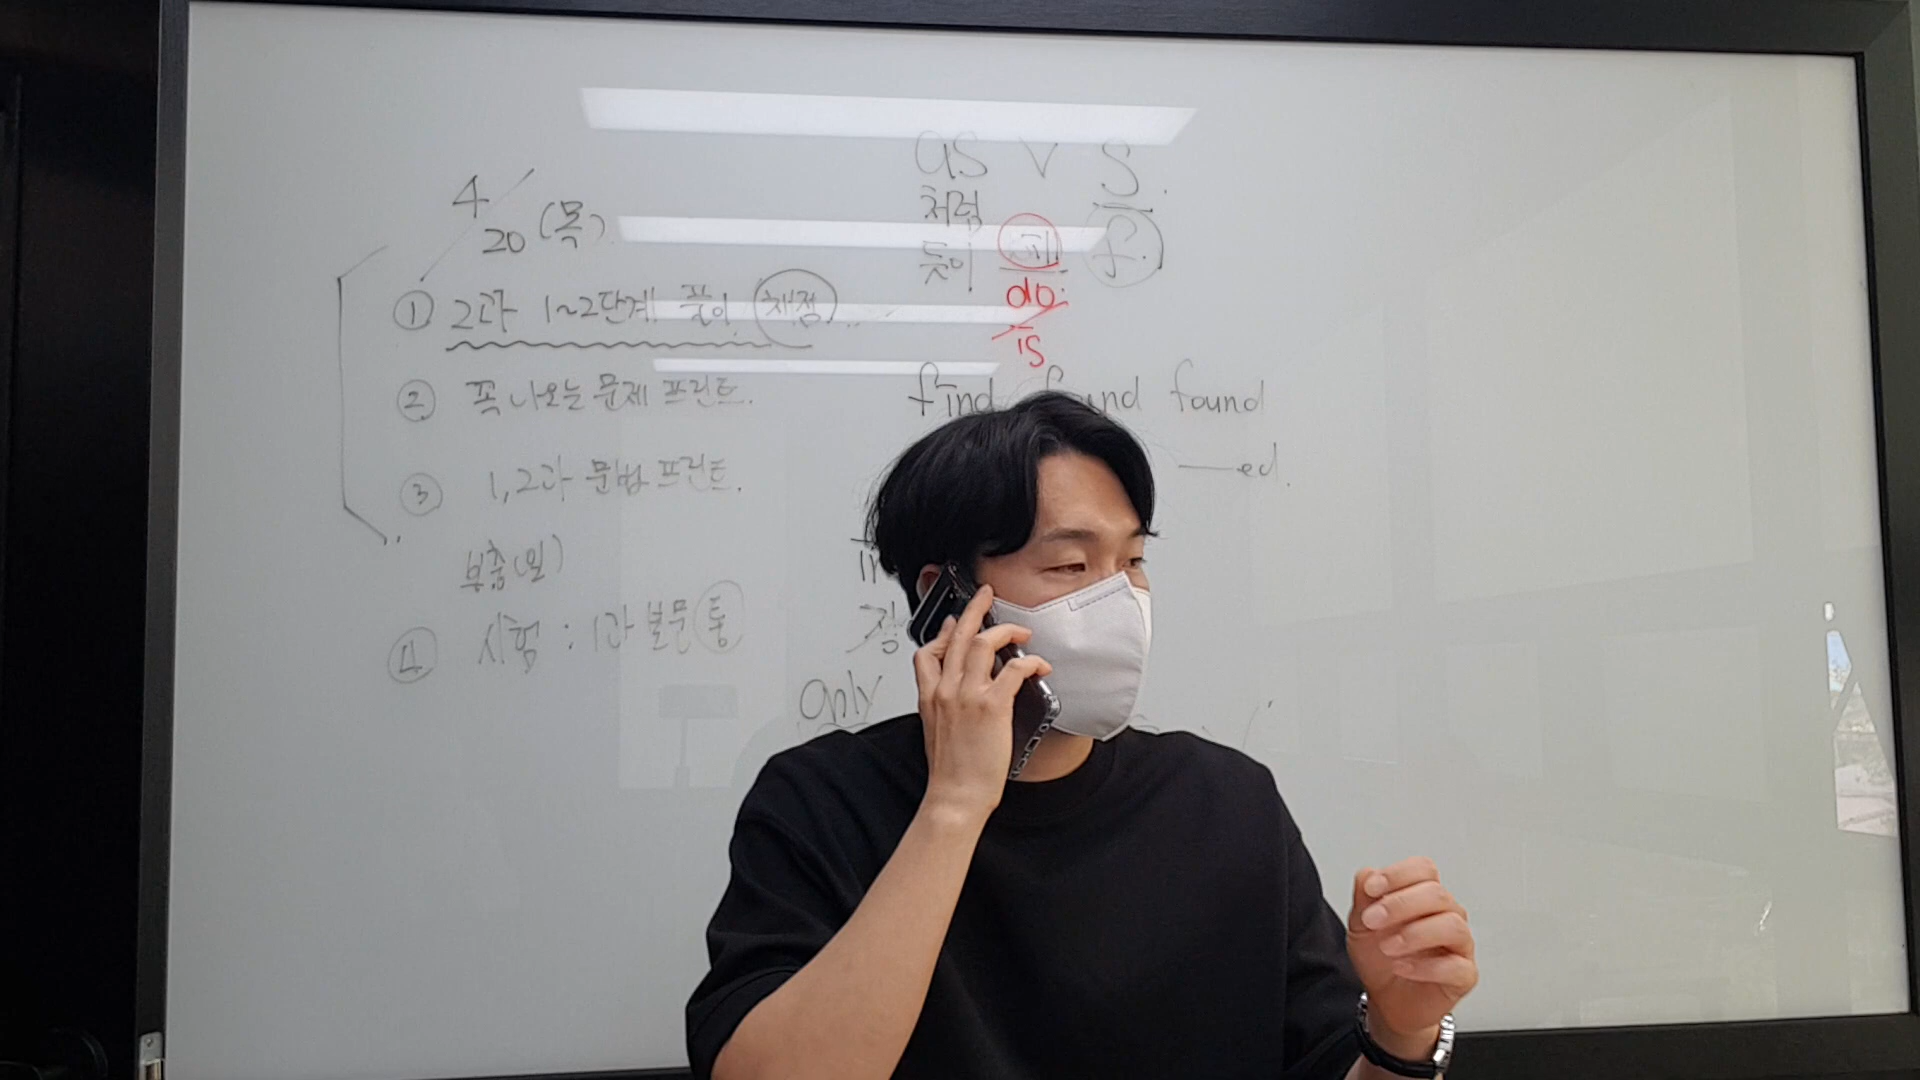 4/20 (목)
① 2과 1~2단계 풀이 채점..
② 꼭 나오는 문제 프린트.
③ 1,2과 문법 프린트.
보충(일)
④ 시험 : 1과 본문 통
as V S.
처럼
듯이 f.
do.
is
find found found
ed.
only